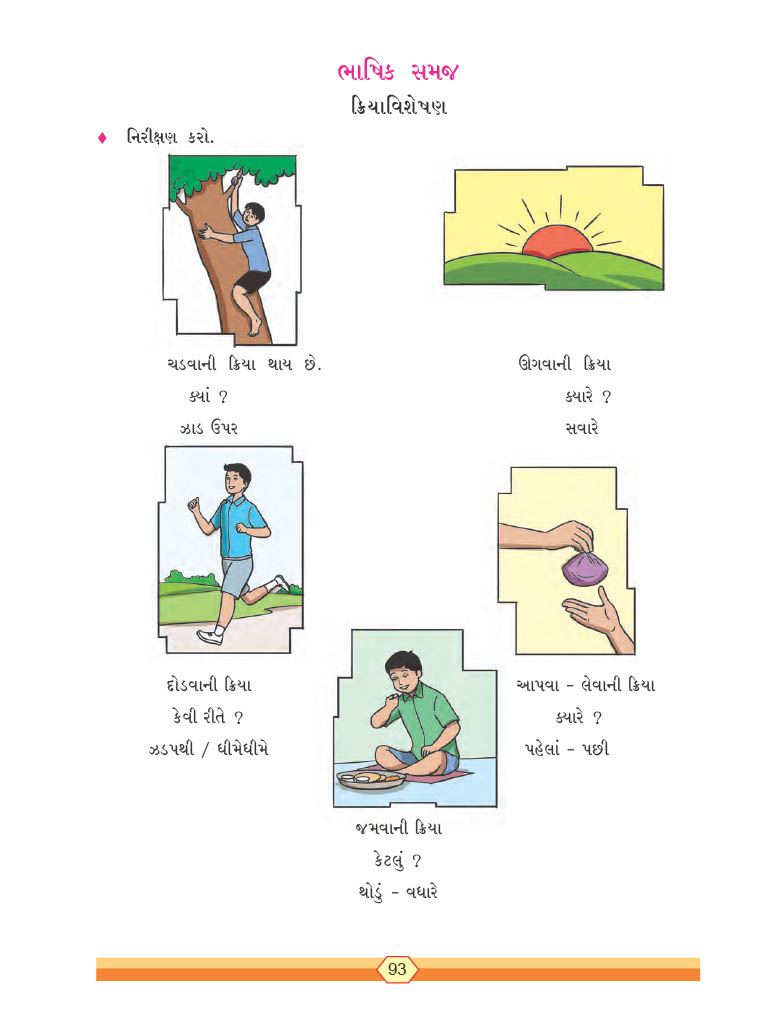 ભાષિક સમજ
ક્રિયાવિશેષણ
♦ નિરીક્ષણ કરો.
ચડવાની ક્રિયા થાય છે.
ક્યાં ?
ઝાડ ઉપર
ઊગવાની ક્રિયા
ક્યારે ?
સવારે
દોડવાની ક્રિયા
કેવી રીતે ?
ઝડપથી / ધીમેધીમે
આપવા - લેવાની ક્રિયા
ક્યારે ?
પહેલાં - પછી
જમવાની ક્રિયા
કેટલું ?
થોડું - વધારે
93